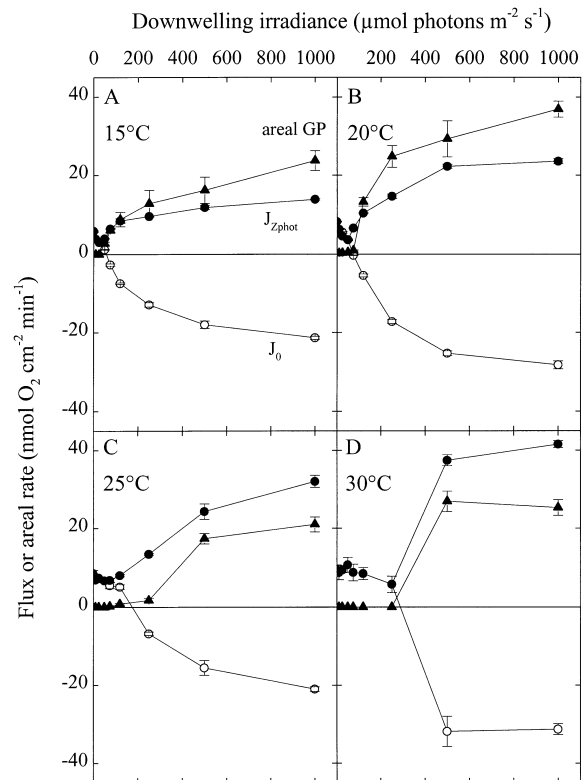 Downwelling irradiance (µmol photons m⁻² s⁻¹)
0 200 400 600 800 1000 200 400 600 800 1000
A B
40
15°C areal GP 20°C
20
J_Zphot
0
-20
J_0
-40
C D
40
25°C 30°C
20
0
-20
-40
Flux or areal rate (nmol O₂ cm⁻² min⁻¹)